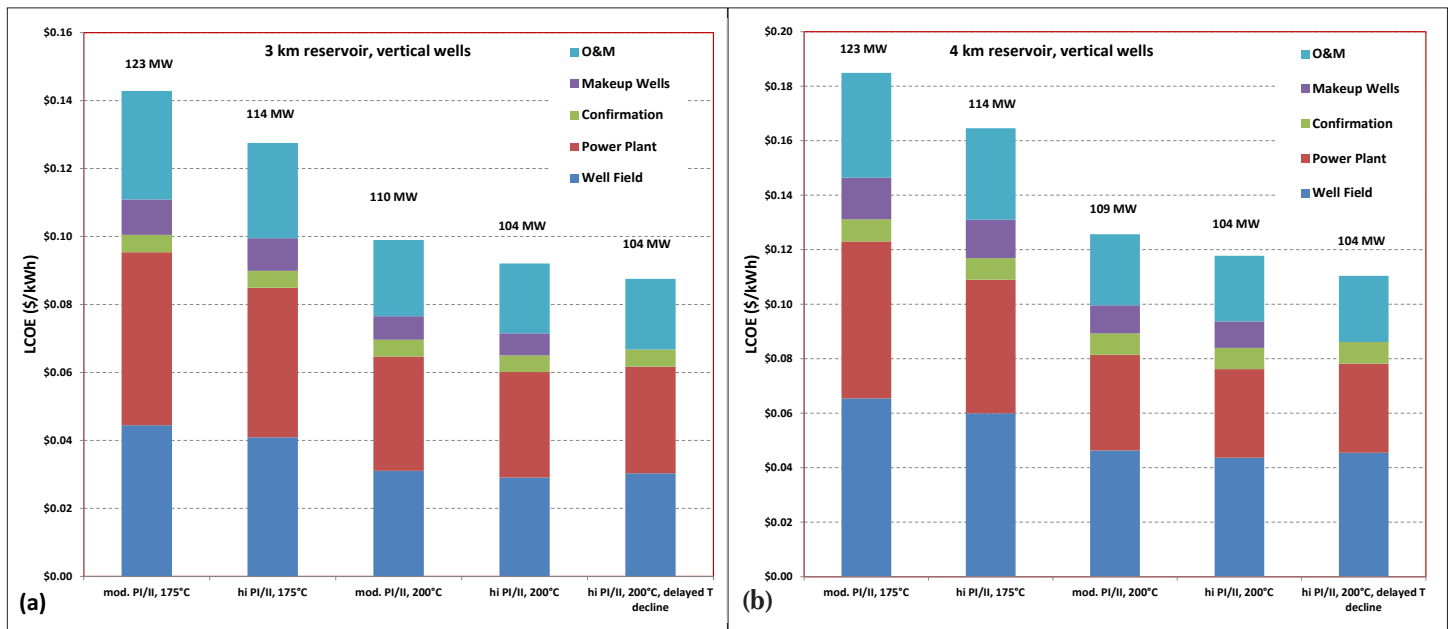 3 km reservoir, vertical wells
LCOE ($/kWh)
$0.16
$0.14
$0.12
$0.10
$0.08
$0.06
$0.04
$0.02
$0.00
123 MW
114 MW
110 MW
104 MW
104 MW
O&M
Makeup Wells
Confirmation
Power Plant
Well Field
mod. PI/II, 175°C
hi PI/II, 175°C
mod. PI/II, 200°C
hi PI/II, 200°C
hi PI/II, 200°C, delayed T
decline
(a)
4 km reservoir, vertical wells
LCOE ($/kWh)
$0.20
$0.18
$0.16
$0.14
$0.12
$0.10
$0.08
$0.06
$0.04
$0.02
$0.00
123 MW
114 MW
109 MW
104 MW
104 MW
O&M
Makeup Wells
Confirmation
Power Plant
Well Field
mod. PI/II, 175°C
hi PI/II, 175°C
mod. PI/II, 200°C
hi PI/II, 200°C
hi PI/II, 200°C, delayed T
decline
(b)